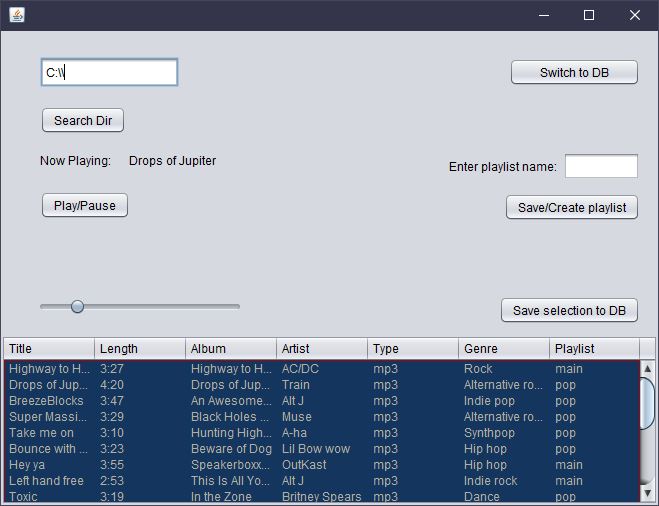 C:\\
Switch to DB
Search Dir
Now Playing: Drops of Jupiter
Enter playlist name:
Play/Pause
Save/Create playlist
Save selection to DB
Title Length Album Artist Type Genre Playlist
Highway to H... 3:27 Highway to H... AC/DC mp3 Rock main
Drops of Jup... 4:20 Drops of Jup... Train mp3 Alternative ro... pop
BreezeBlocks 3:47 An Awesome... Alt J mp3 Indie pop pop
Super Massi... 3:29 Black Holes ... Muse mp3 Alternative ro... pop
Take me on 3:10 Hunting High... A-ha mp3 Synthpop pop
Bounce with ... 3:23 Beware of Dog Lil Bow wow mp3 Hip hop pop
Hey ya 3:55 Speakerboxx... OutKast mp3 Hip hop main
Left hand free 2:53 This Is All Yo... Alt J mp3 Indie rock main
Toxic 3:19 In the Zone Britney Spears mp3 Dance pop